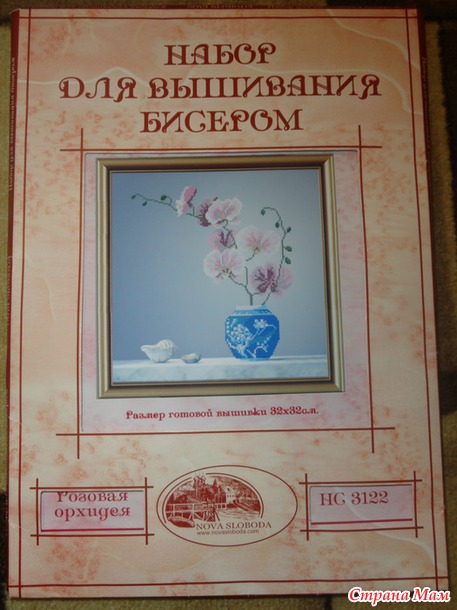 НАБОР
ДЛЯ ВЫШИВАНИЯ
БИСЕРОМ
Размер готовой вышивки 32х32см.
Розовая
орхидея
NOVA SLOBODA
www.novasloboda.com
НС 3122
Страна Мам